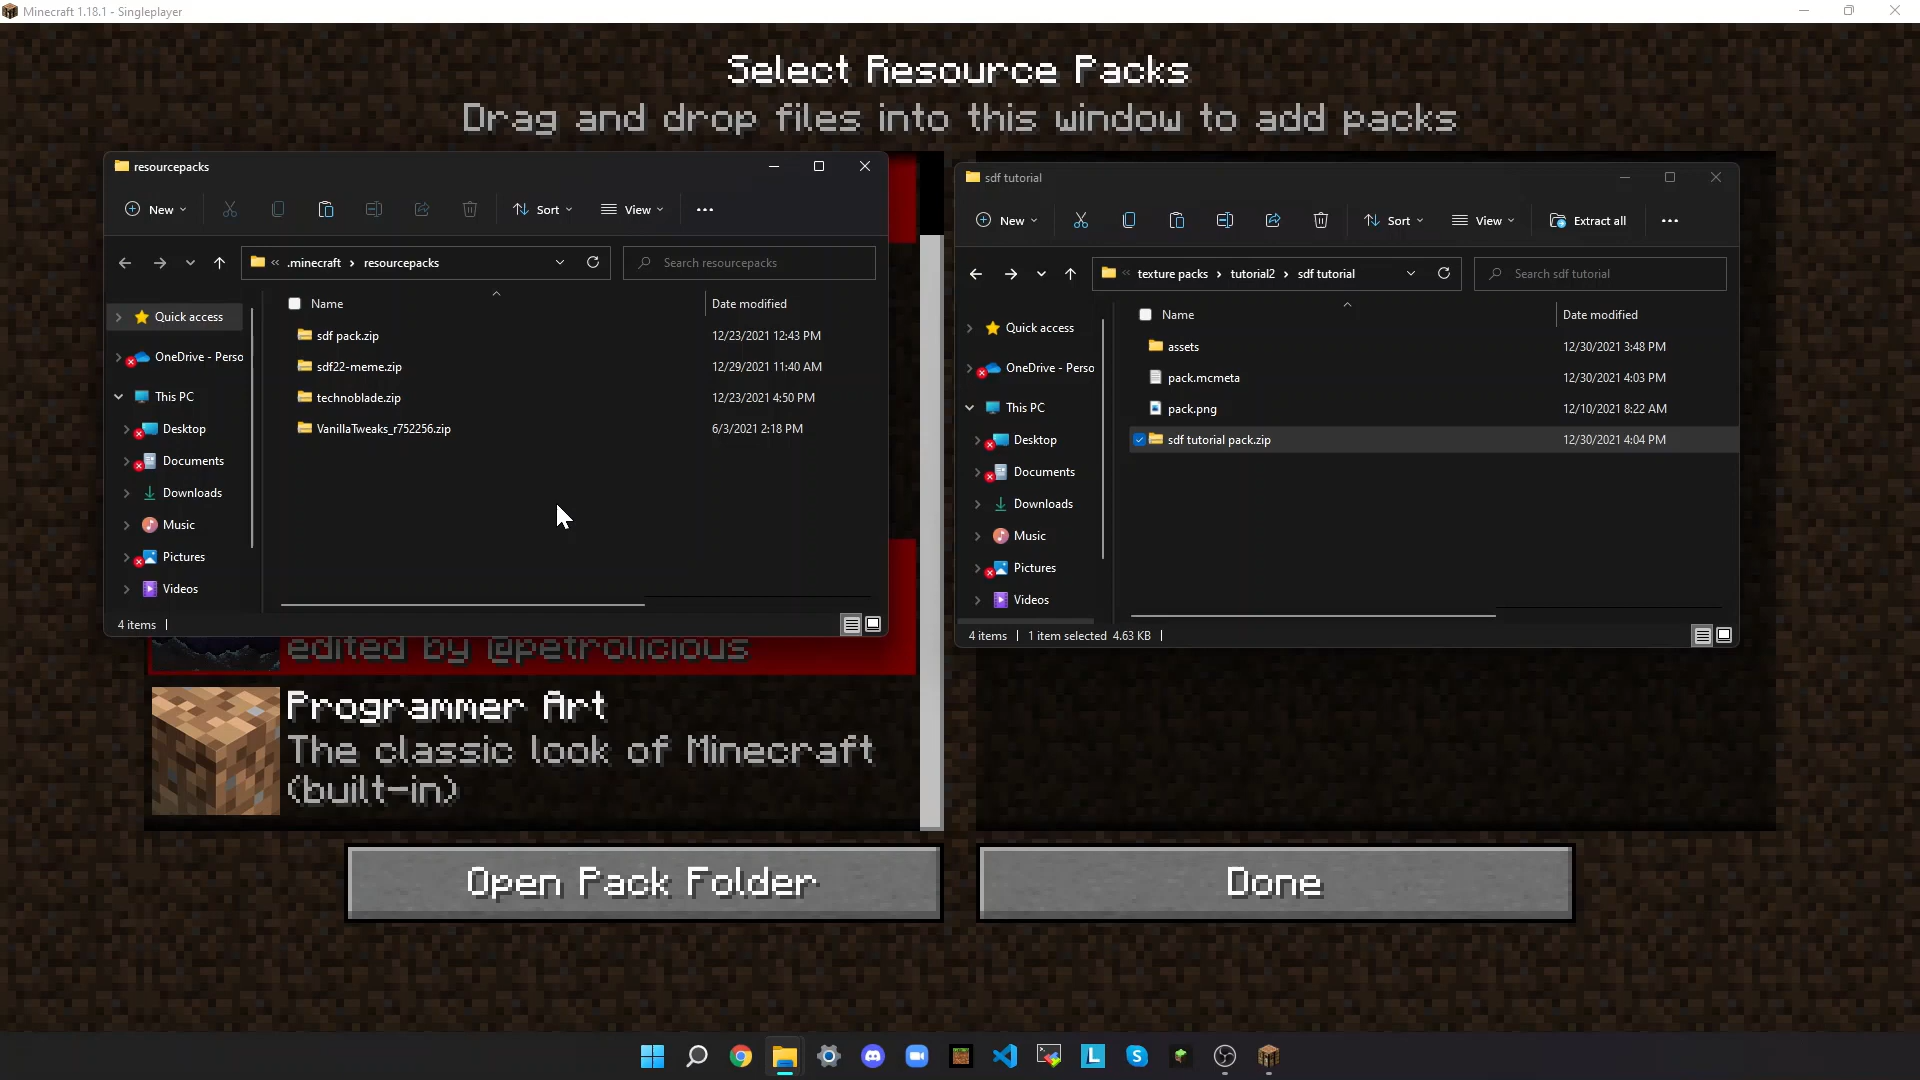 Minecraft 1.18.1 - Singleplayer
Select Resource Packs
Drag and drop files into this window to add packs
resourcepacks
New
Sort
View
.minecraft > resourcepacks
Search resourcepacks
Name
Date modified
Quick access
OneDrive - Perso
This PC
Desktop
Documents
Downloads
Music
Pictures
Videos
sdf pack.zip 12/23/2021 12:43 PM
sdf22-meme.zip 12/29/2021 11:40 AM
technoblade.zip 12/23/2021 4:50 PM
VanillaTweaks_r752256.zip 6/3/2021 2:18 PM
4 items
sdf tutorial
New
Sort
View
Extract all
texture packs > tutorial2 > sdf tutorial
Search sdf tutorial
Name
Date modified
Quick access
OneDrive - Perso
This PC
Desktop
Documents
Downloads
Music
Pictures
Videos
assets 12/30/2021 3:48 PM
pack.mcmeta 12/30/2021 4:03 PM
pack.png 12/10/2021 8:22 AM
sdf tutorial pack.zip 12/30/2021 4:04 PM
4 items
1 item selected 4.63 KB
edited by @petrolicious
Programmer Art
The classic look of Minecraft
(built-in)
Open Pack Folder
Done
L
S